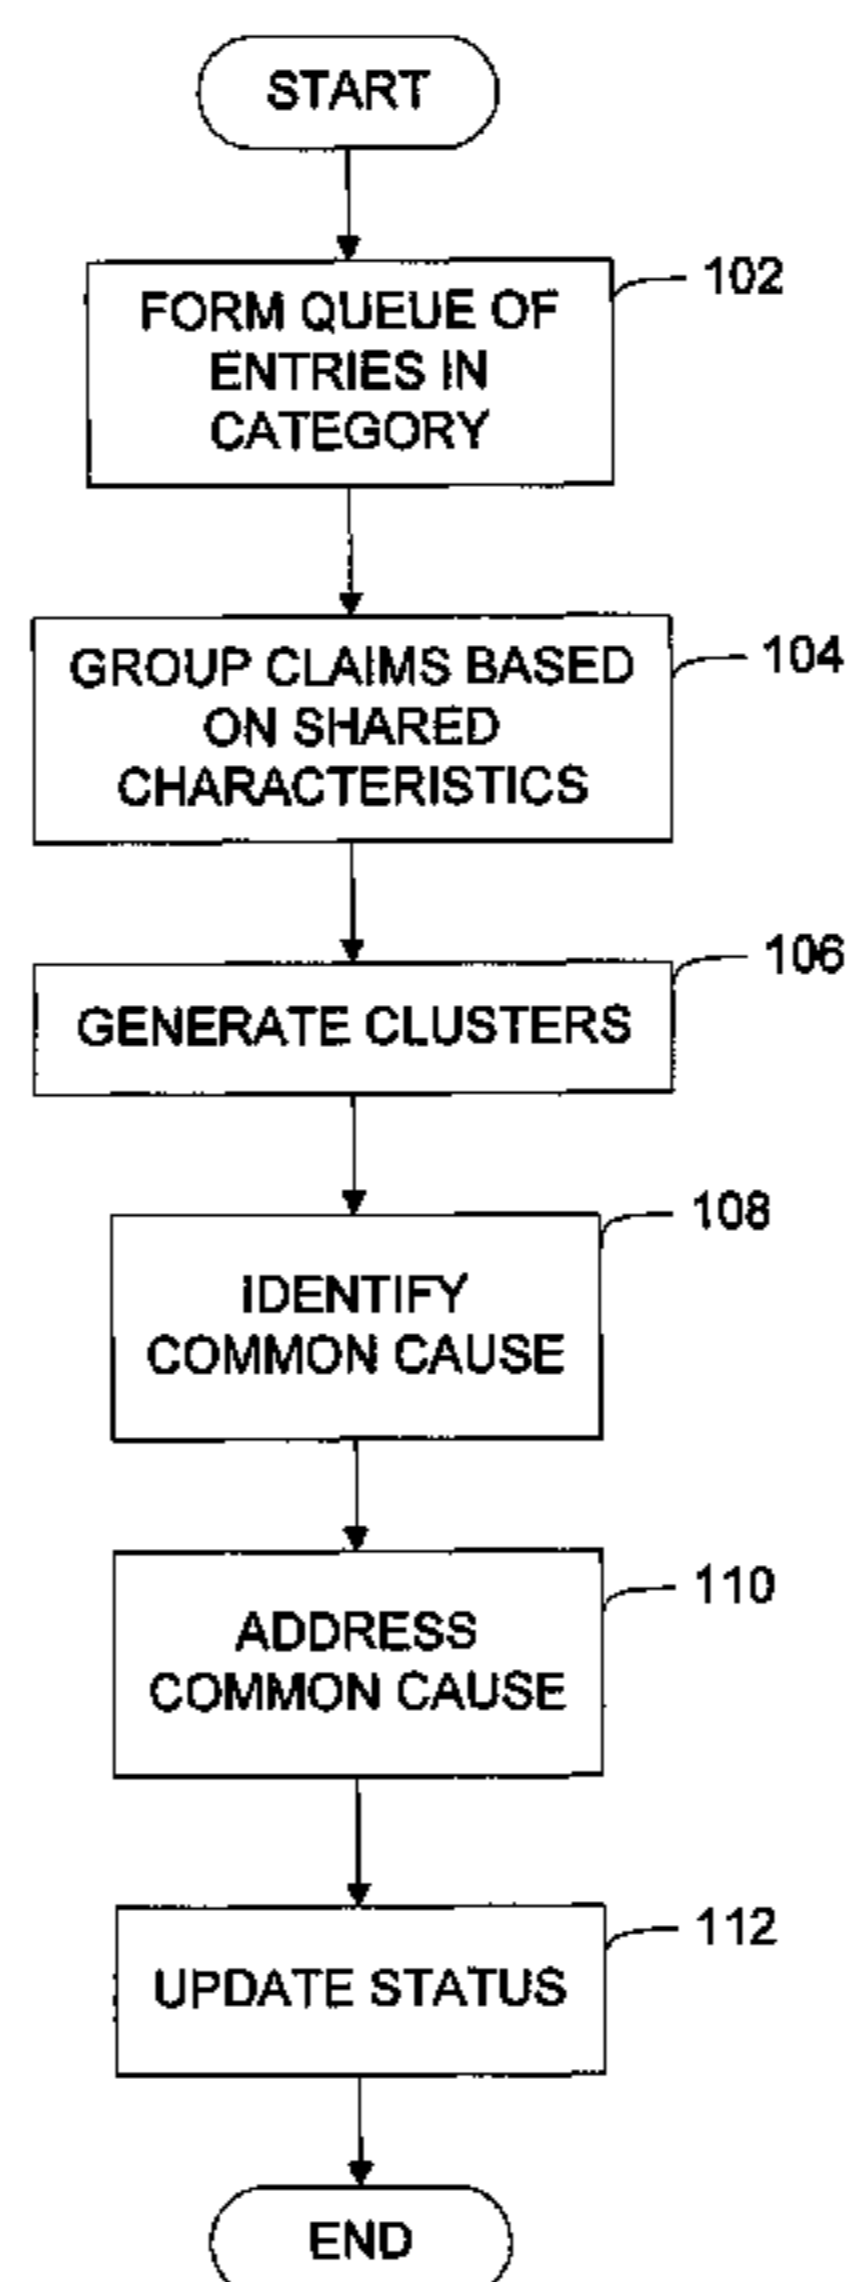 START
102
FORM QUEUE OF
ENTRIES IN
CATEGORY
104
GROUP CLAIMS BASED
ON SHARED
CHARACTERISTICS
106
GENERATE CLUSTERS
108
IDENTIFY
COMMON CAUSE
110
ADDRESS
COMMON CAUSE
112
UPDATE STATUS
END